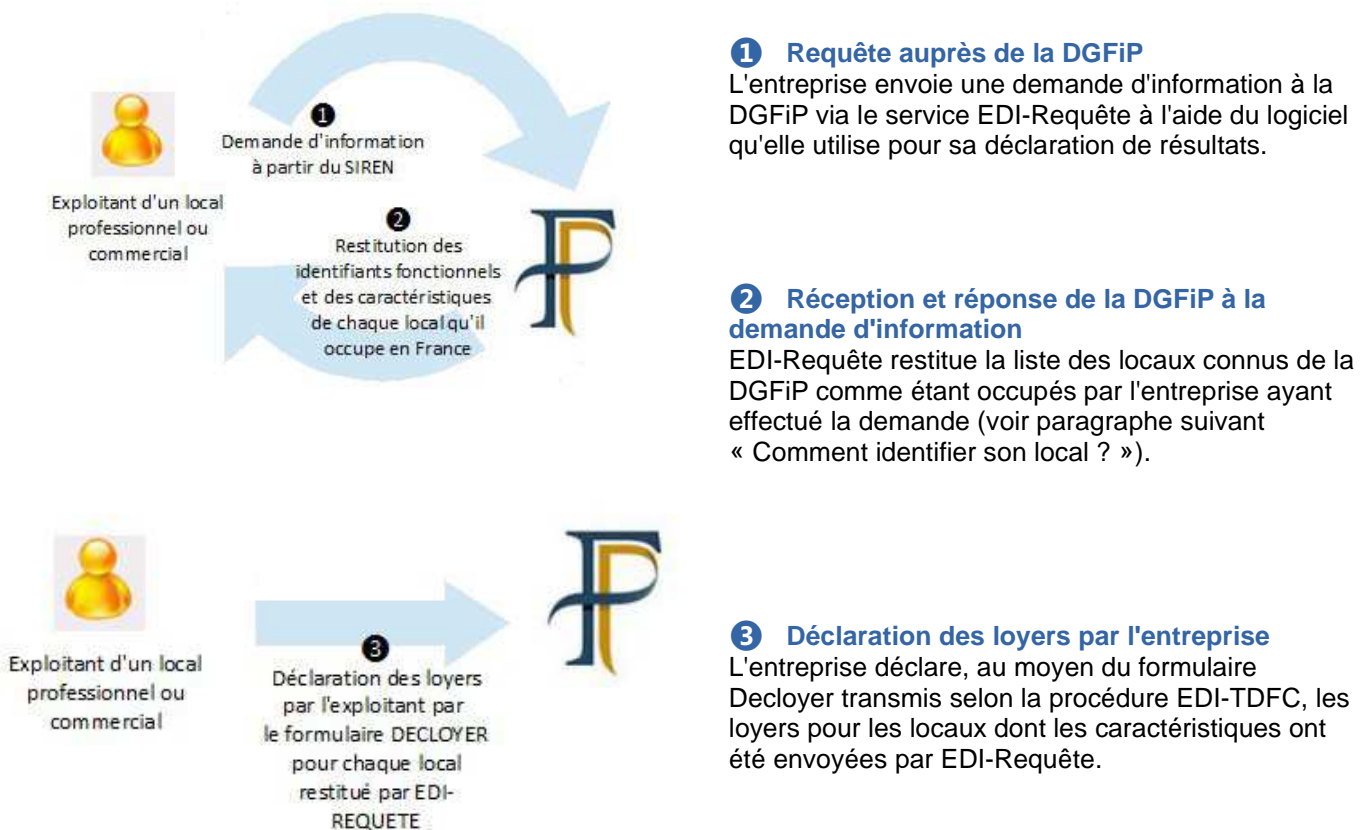 ❶
Demande d'information
à partir du SIREN
Exploitant d'un local
professionnel ou
commercial
❷
Restitution des
identifiants fonctionnels
et des caractéristiques
de chaque local qu'il
occupe en France
❶ Requête auprès de la DGFiP
L'entreprise envoie une demande d'information à la
DGFiP via le service EDI-Requête à l'aide du logiciel
qu'elle utilise pour sa déclaration de résultats.
❷ Réception et réponse de la DGFiP à la
demande d'information
EDI-Requête restitue la liste des locaux connus de la
DGFiP comme étant occupés par l'entreprise ayant
effectué la demande (voir paragraphe suivant
« Comment identifier son local ? »).
Exploitant d'un local
professionnel ou
commercial
❸
Déclaration des loyers
par l'exploitant par
le formulaire DECLOYER
pour chaque local
restitué par EDI-
REQUETE
❸ Déclaration des loyers par l'entreprise
L'entreprise déclare, au moyen du formulaire
Decloyer transmis selon la procédure EDI-TDFC, les
loyers pour les locaux dont les caractéristiques ont
été envoyées par EDI-Requête.